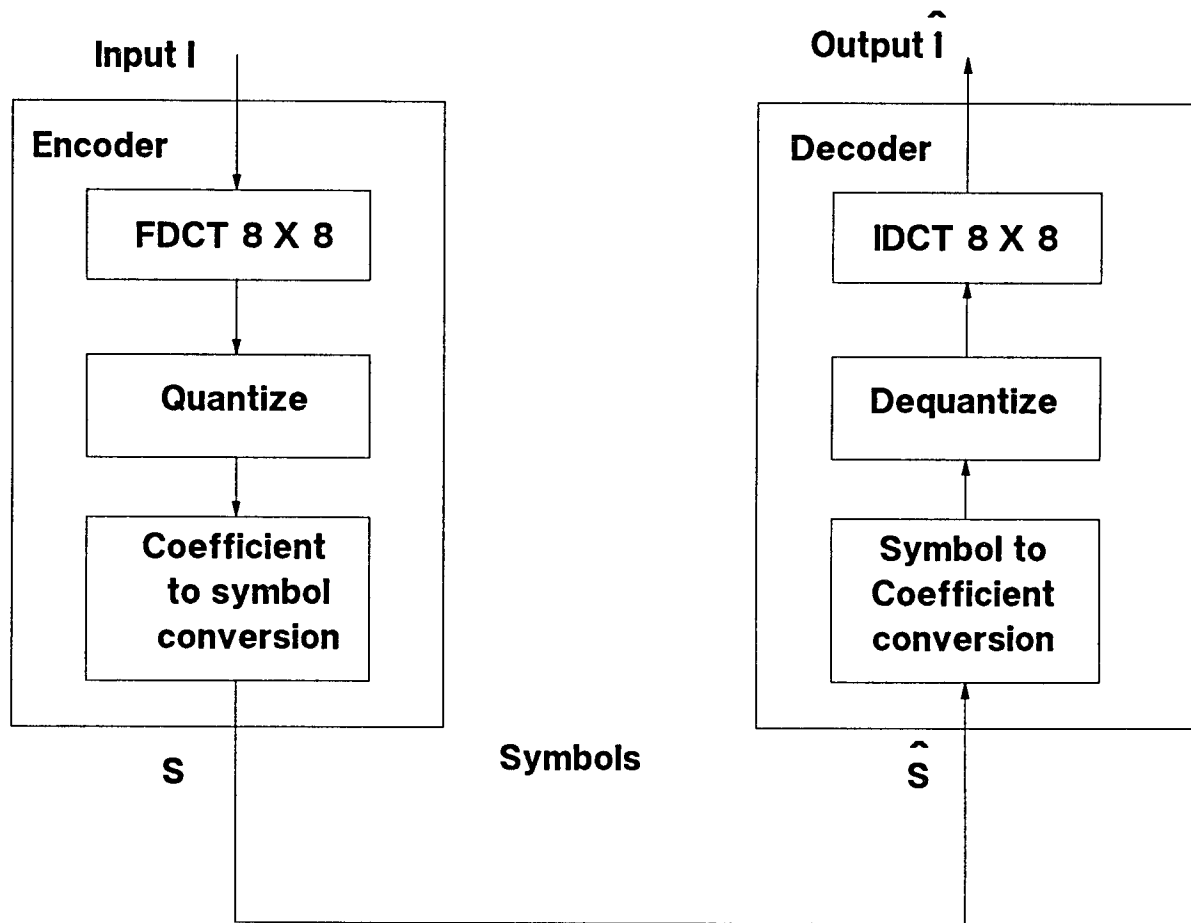 Input I
Encoder
FDCT 8 X 8
Quantize
Coefficient
to symbol
conversion
S
Symbols
Output Î
Decoder
IDCT 8 X 8
Dequantize
Symbol to
Coefficient
conversion
Ŝ